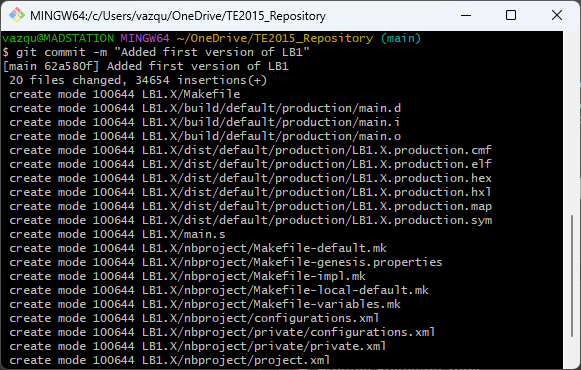 MINGW64:/c/Users/vazqu/OneDrive/TE2015_Repository
vazqu@MADSTATION MINGW64 ~/OneDrive/TE2015_Repository (main)
$ git commit -m "Added first version of LB1"
[main 62a580f] Added first version of LB1
 20 files changed, 34654 insertions(+)
 create mode 100644 LB1.X/Makefile
 create mode 100644 LB1.X/build/default/production/main.d
 create mode 100644 LB1.X/build/default/production/main.i
 create mode 100644 LB1.X/build/default/production/main.o
 create mode 100644 LB1.X/dist/default/production/LB1.X.production.cmf
 create mode 100644 LB1.X/dist/default/production/LB1.X.production.elf
 create mode 100644 LB1.X/dist/default/production/LB1.X.production.hex
 create mode 100644 LB1.X/dist/default/production/LB1.X.production.hxl
 create mode 100644 LB1.X/dist/default/production/LB1.X.production.map
 create mode 100644 LB1.X/dist/default/production/LB1.X.production.sym
 create mode 100644 LB1.X/main.s
 create mode 100644 LB1.X/nbproject/Makefile-default.mk
 create mode 100644 LB1.X/nbproject/Makefile-genesis.properties
 create mode 100644 LB1.X/nbproject/Makefile-impl.mk
 create mode 100644 LB1.X/nbproject/Makefile-local-default.mk
 create mode 100644 LB1.X/nbproject/Makefile-variables.mk
 create mode 100644 LB1.X/nbproject/configurations.xml
 create mode 100644 LB1.X/nbproject/private/configurations.xml
 create mode 100644 LB1.X/nbproject/private/private.xml
 create mode 100644 LB1.X/nbproject/project.xml